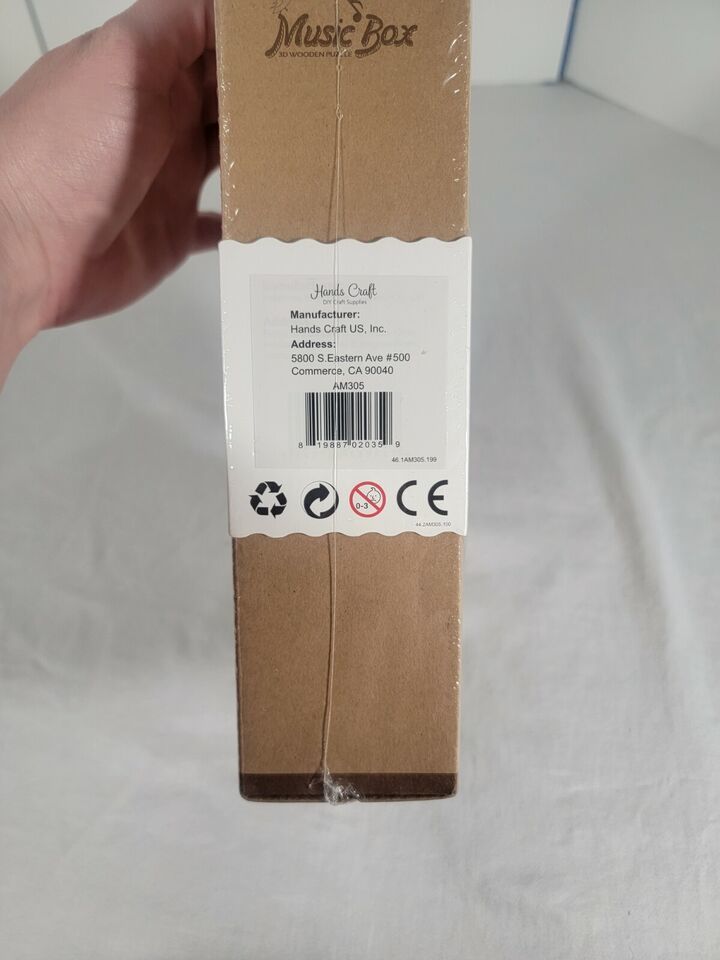 Music Box
3D WOODEN PUZZLE
Hands Craft
DIY Craft Supplies
Manufacturer:
Hands Craft US, Inc.
Address:
5800 S.Eastern Ave #500
Commerce, CA 90040
AM305
8 19887 02035 9
46.1AM305.199
0-3
CE
44.2AM305.190